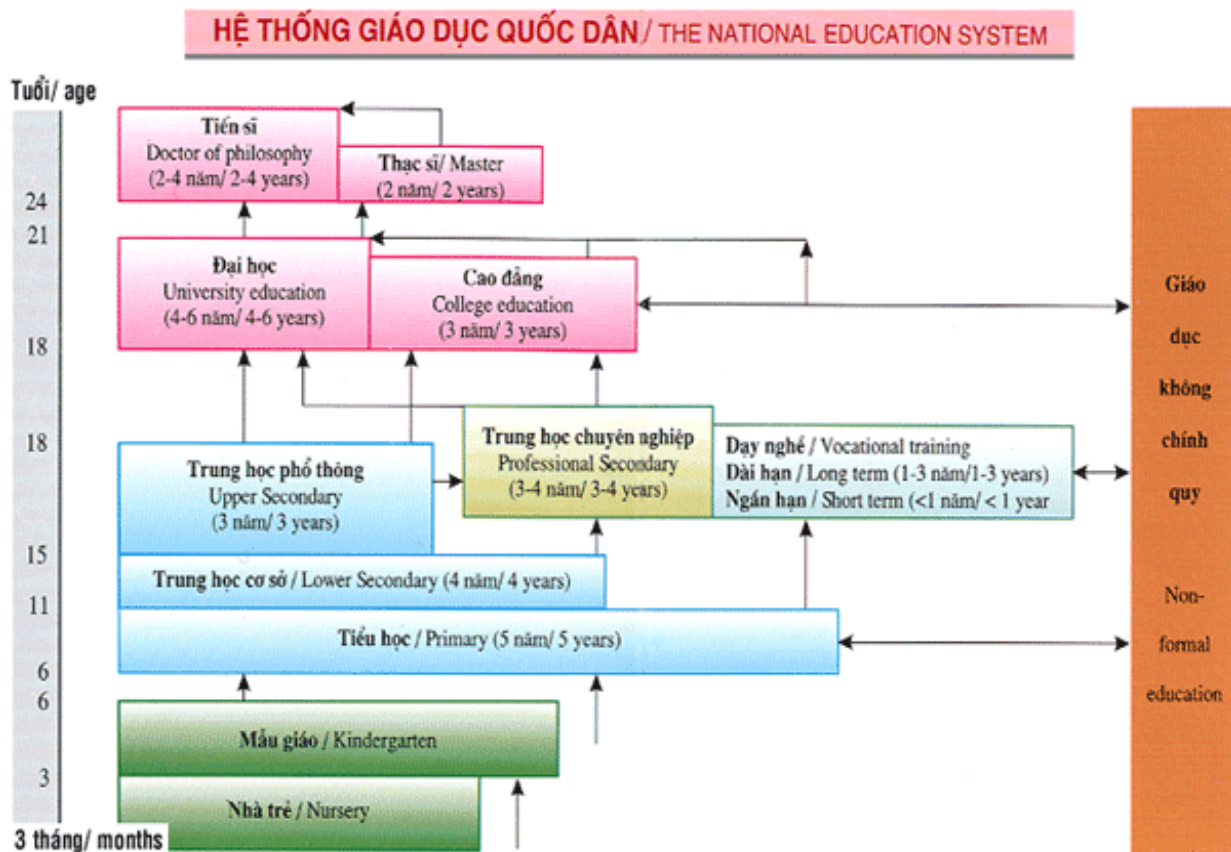 HỆ THỐNG GIÁO DỤC QUỐC DÂN/ THE NATIONAL EDUCATION SYSTEM
Tuổi/ age
Tiến sĩ
Doctor of philosophy
(2-4 năm/ 2-4 years)
Thạc sĩ/ Master
(2 năm/ 2 years)
24
21
Đại học
University education
(4-6 năm/ 4-6 years)
Cao đẳng
College education
(3 năm/ 3 years)
18
18
Trung học phổ thông
Upper Secondary
(3 năm/ 3 years)
Trung học chuyên nghiệp
Professional Secondary
(3-4 năm/ 3-4 years)
Dạy nghề / Vocational training
Dài hạn / Long term (1-3 năm/1-3 years)
Ngắn hạn / Short term (<1 năm/ < 1 year
15
Trung học cơ sở / Lower Secondary (4 năm/ 4 years)
11
Tiểu học / Primary (5 năm/ 5 years)
6
6
Mẫu giáo / Kindergarten
3
Nhà trẻ / Nursery
3 tháng/ months
Giáo
dục
không
chính
quy
Non-
formal
education